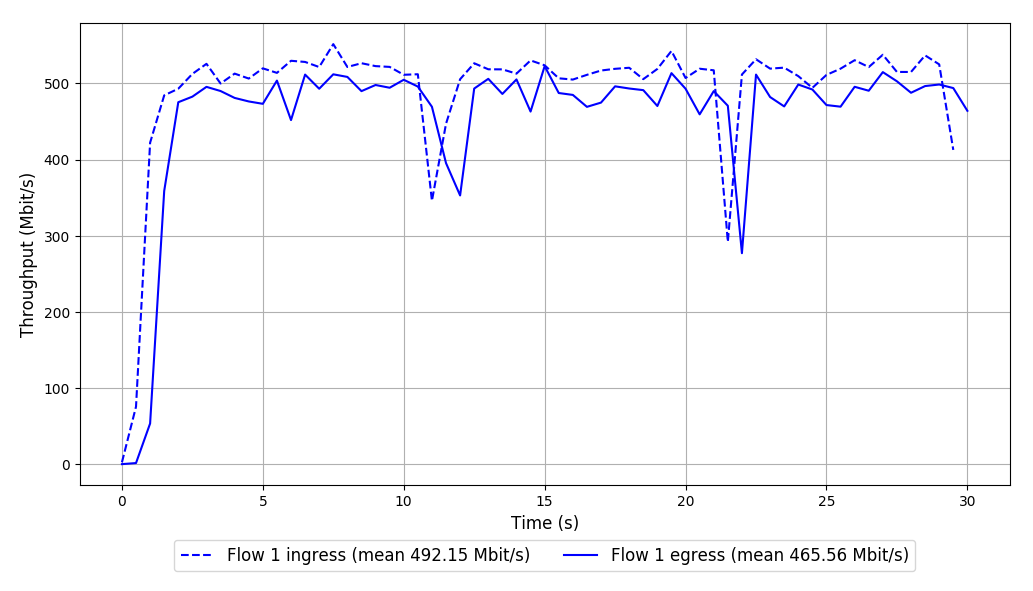 Throughput (Mbit/s)
500
400
300
200
100
0
0 5 10 15 20 25 30
Time (s)
Flow 1 ingress (mean 492.15 Mbit/s) Flow 1 egress (mean 465.56 Mbit/s)